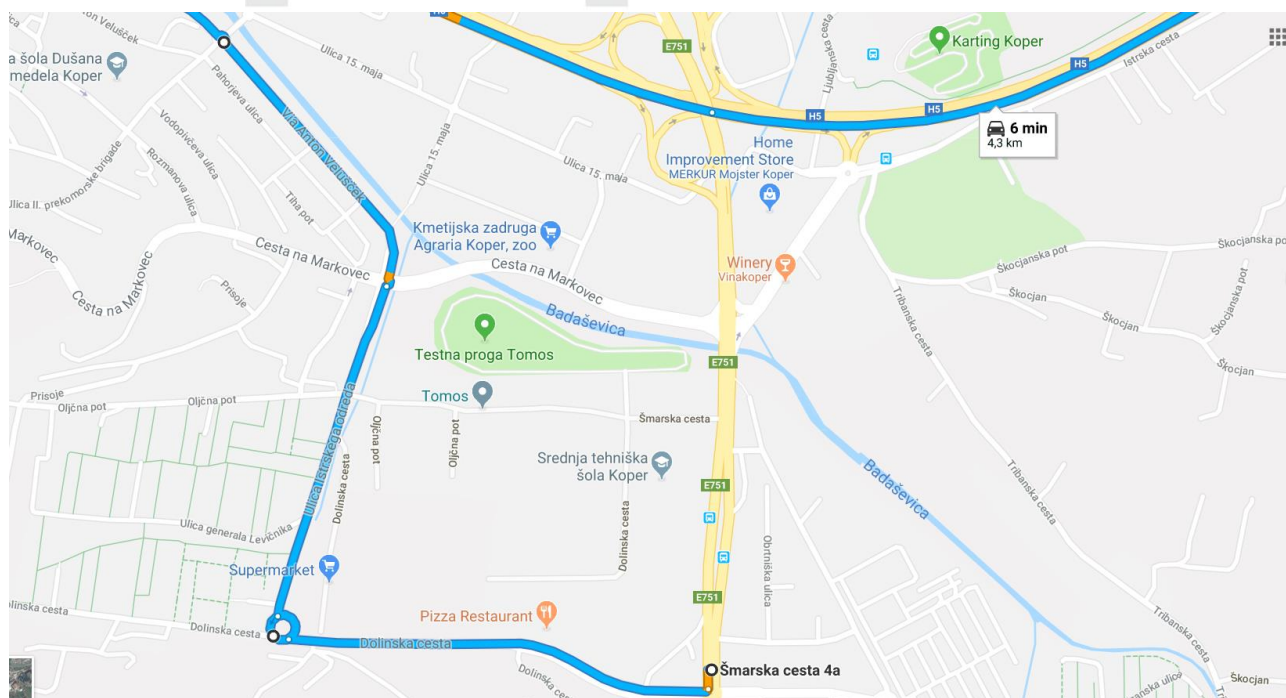 on Velušček
H5
E751
Karting Koper
a šola Dušana
medela Koper
Ulica 15. maja
Ljubljanska cesta
Istrska cesta
Pahorjeva ulica
H5
Via Anton Velušček
H5
H5
6 min
4,3 km
Vodopivčeva ulica
Ulica 15. maja
Home
Improvement Store
MERKUR Mojster Koper
Rozmanova ulica
Ulica 15. maja
Ulica II. prekomorske brigade
Tiha pot
Kmetijska zadruga
Agraria Koper, zoo
Markovec
Cesta na Markovec
Cesta na Markovec
Winery
Vinakoper
Škocjanska po
Škocjanska pot
Cesta na Markovec
Prisoje
Škocjan
Tribanska cesta
Škocjanska pot
Badaševica
Škocjan
Testna proga Tomos
E751
Škocjan
Prisoje
Oljčna pot
Oljčna pot
Tomos
Ulica Istrskega odreda
Šmarska cesta
Oljčna pot
Oljčna pot
Srednja tehniška
šola Koper
Badaševica
Tribanska cesta
Dolinska cesta
E751
Ulica generala Levičnika
Dolinska cesta
Obrtniška ulica
Supermarket
E751
olinska cesta
Dolinska cesta
Pizza Restaurant
Tribanska cesta
Dolinska cesta
Dolinska cesta
Šmarska cesta 4a
Škocjan